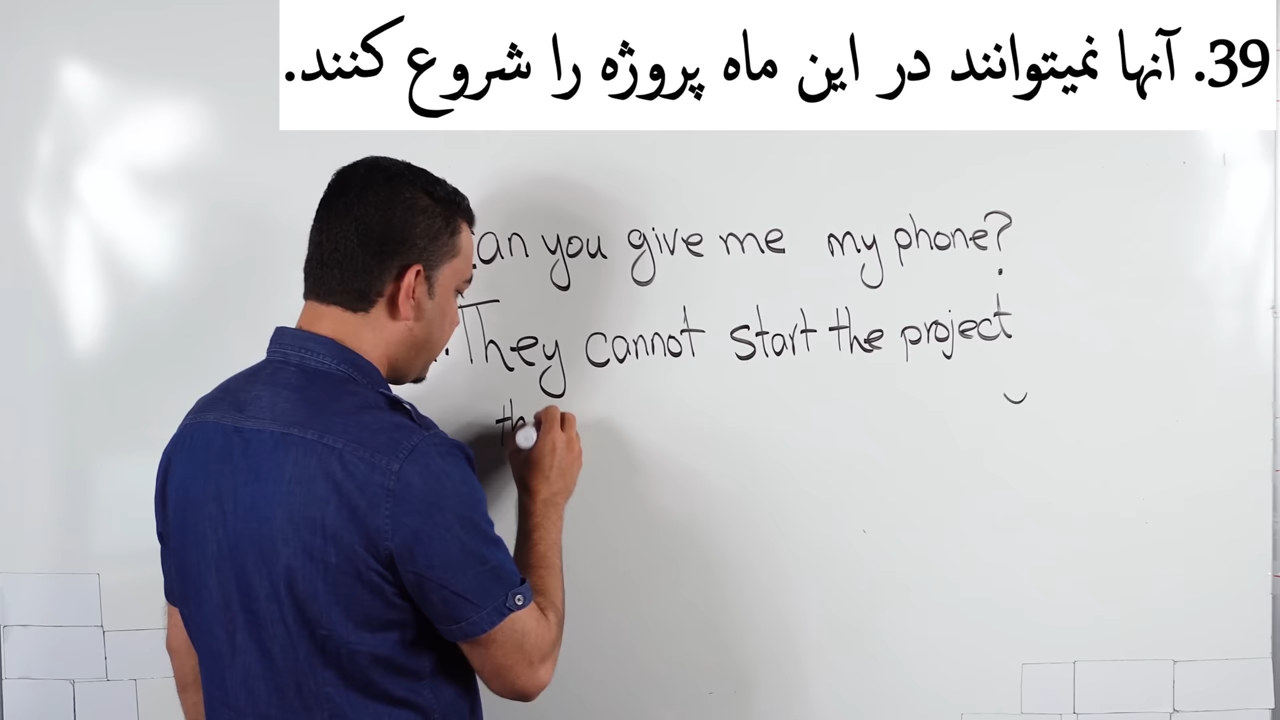 39. آنها نمیتوانند در این ماه پروژه را شروع کنند.
you give me my phone?
They cannot start the project